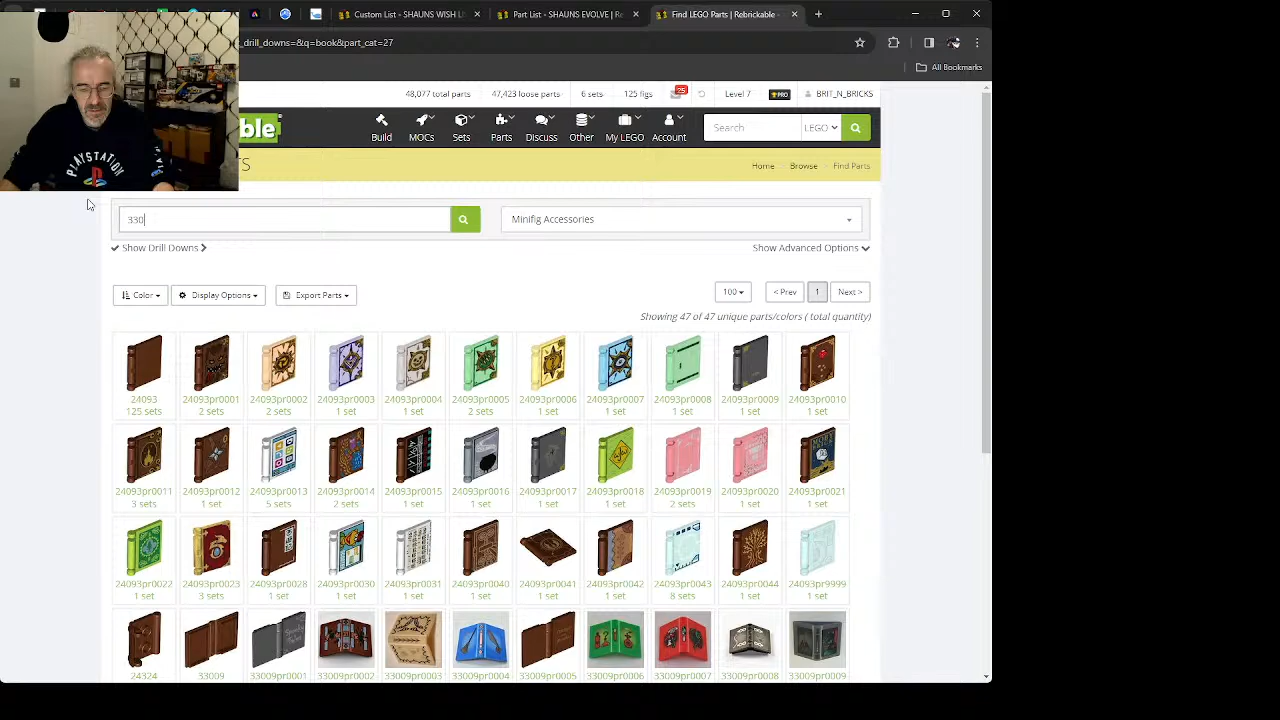 Custom List - SHAUNS WISH L
Part List - SHAUNS EVOLVE | Re
Find LEGO Parts | Rebrickable -
_drill_downs=&q=book&part_cat=27
All Bookmarks
48,077 total parts
47,423 loose parts
6 sets
125 figs
25
Level 7
PRO
BRIT_N_BRICKS
ble
Build
MOCs
Sets
Parts
Discuss
Other
My LEGO
Account
Search
LEGO
TS
Home
Browse
Find Parts
PLAYSTATION
330
Minifig Accessories
Show Drill Downs
Show Advanced Options
Color
Display Options
Export Parts
100
< Prev
1
Next >
Showing 47 of 47 unique parts/colors ( total quantity)
24093 24093pr0001 24093pr0002 24093pr0003 24093pr0004 24093pr0005 24093pr0006 24093pr0007 24093pr0008 24093pr0009 24093pr0010
125 sets 2 sets 2 sets 1 set 1 set 2 sets 1 set 1 set 1 set 1 set 1 set
24093pr0011 24093pr0012 24093pr0013 24093pr0014 24093pr0015 24093pr0016 24093pr0017 24093pr0018 24093pr0019 24093pr0020 24093pr0021
3 sets 1 set 5 sets 2 sets 1 set 1 set 1 set 1 set 2 sets 1 set 1 set
24093pr0022 24093pr0023 24093pr0028 24093pr0030 24093pr0031 24093pr0040 24093pr0041 24093pr0042 24093pr0043 24093pr0044 24093pr9999
1 set 3 sets 1 set 1 set 1 set 1 set 1 set 1 set 8 sets 1 set 1 set
24324 33009 33009pr0001 33009pr0002 33009pr0003 33009pr0004 33009pr0005 33009pr0006 33009pr0007 33009pr0008 33009pr0009